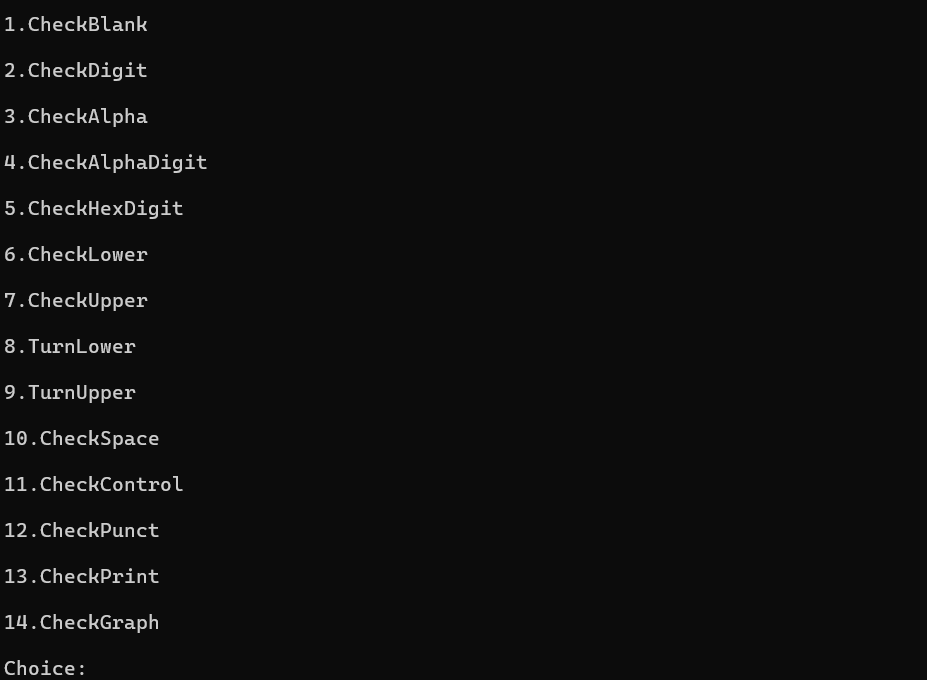 1.CheckBlank
2.CheckDigit
3.CheckAlpha
4.CheckAlphaDigit
5.CheckHexDigit
6.CheckLower
7.CheckUpper
8.TurnLower
9.TurnUpper
10.CheckSpace
11.CheckControl
12.CheckPunct
13.CheckPrint
14.CheckGraph
Choice: